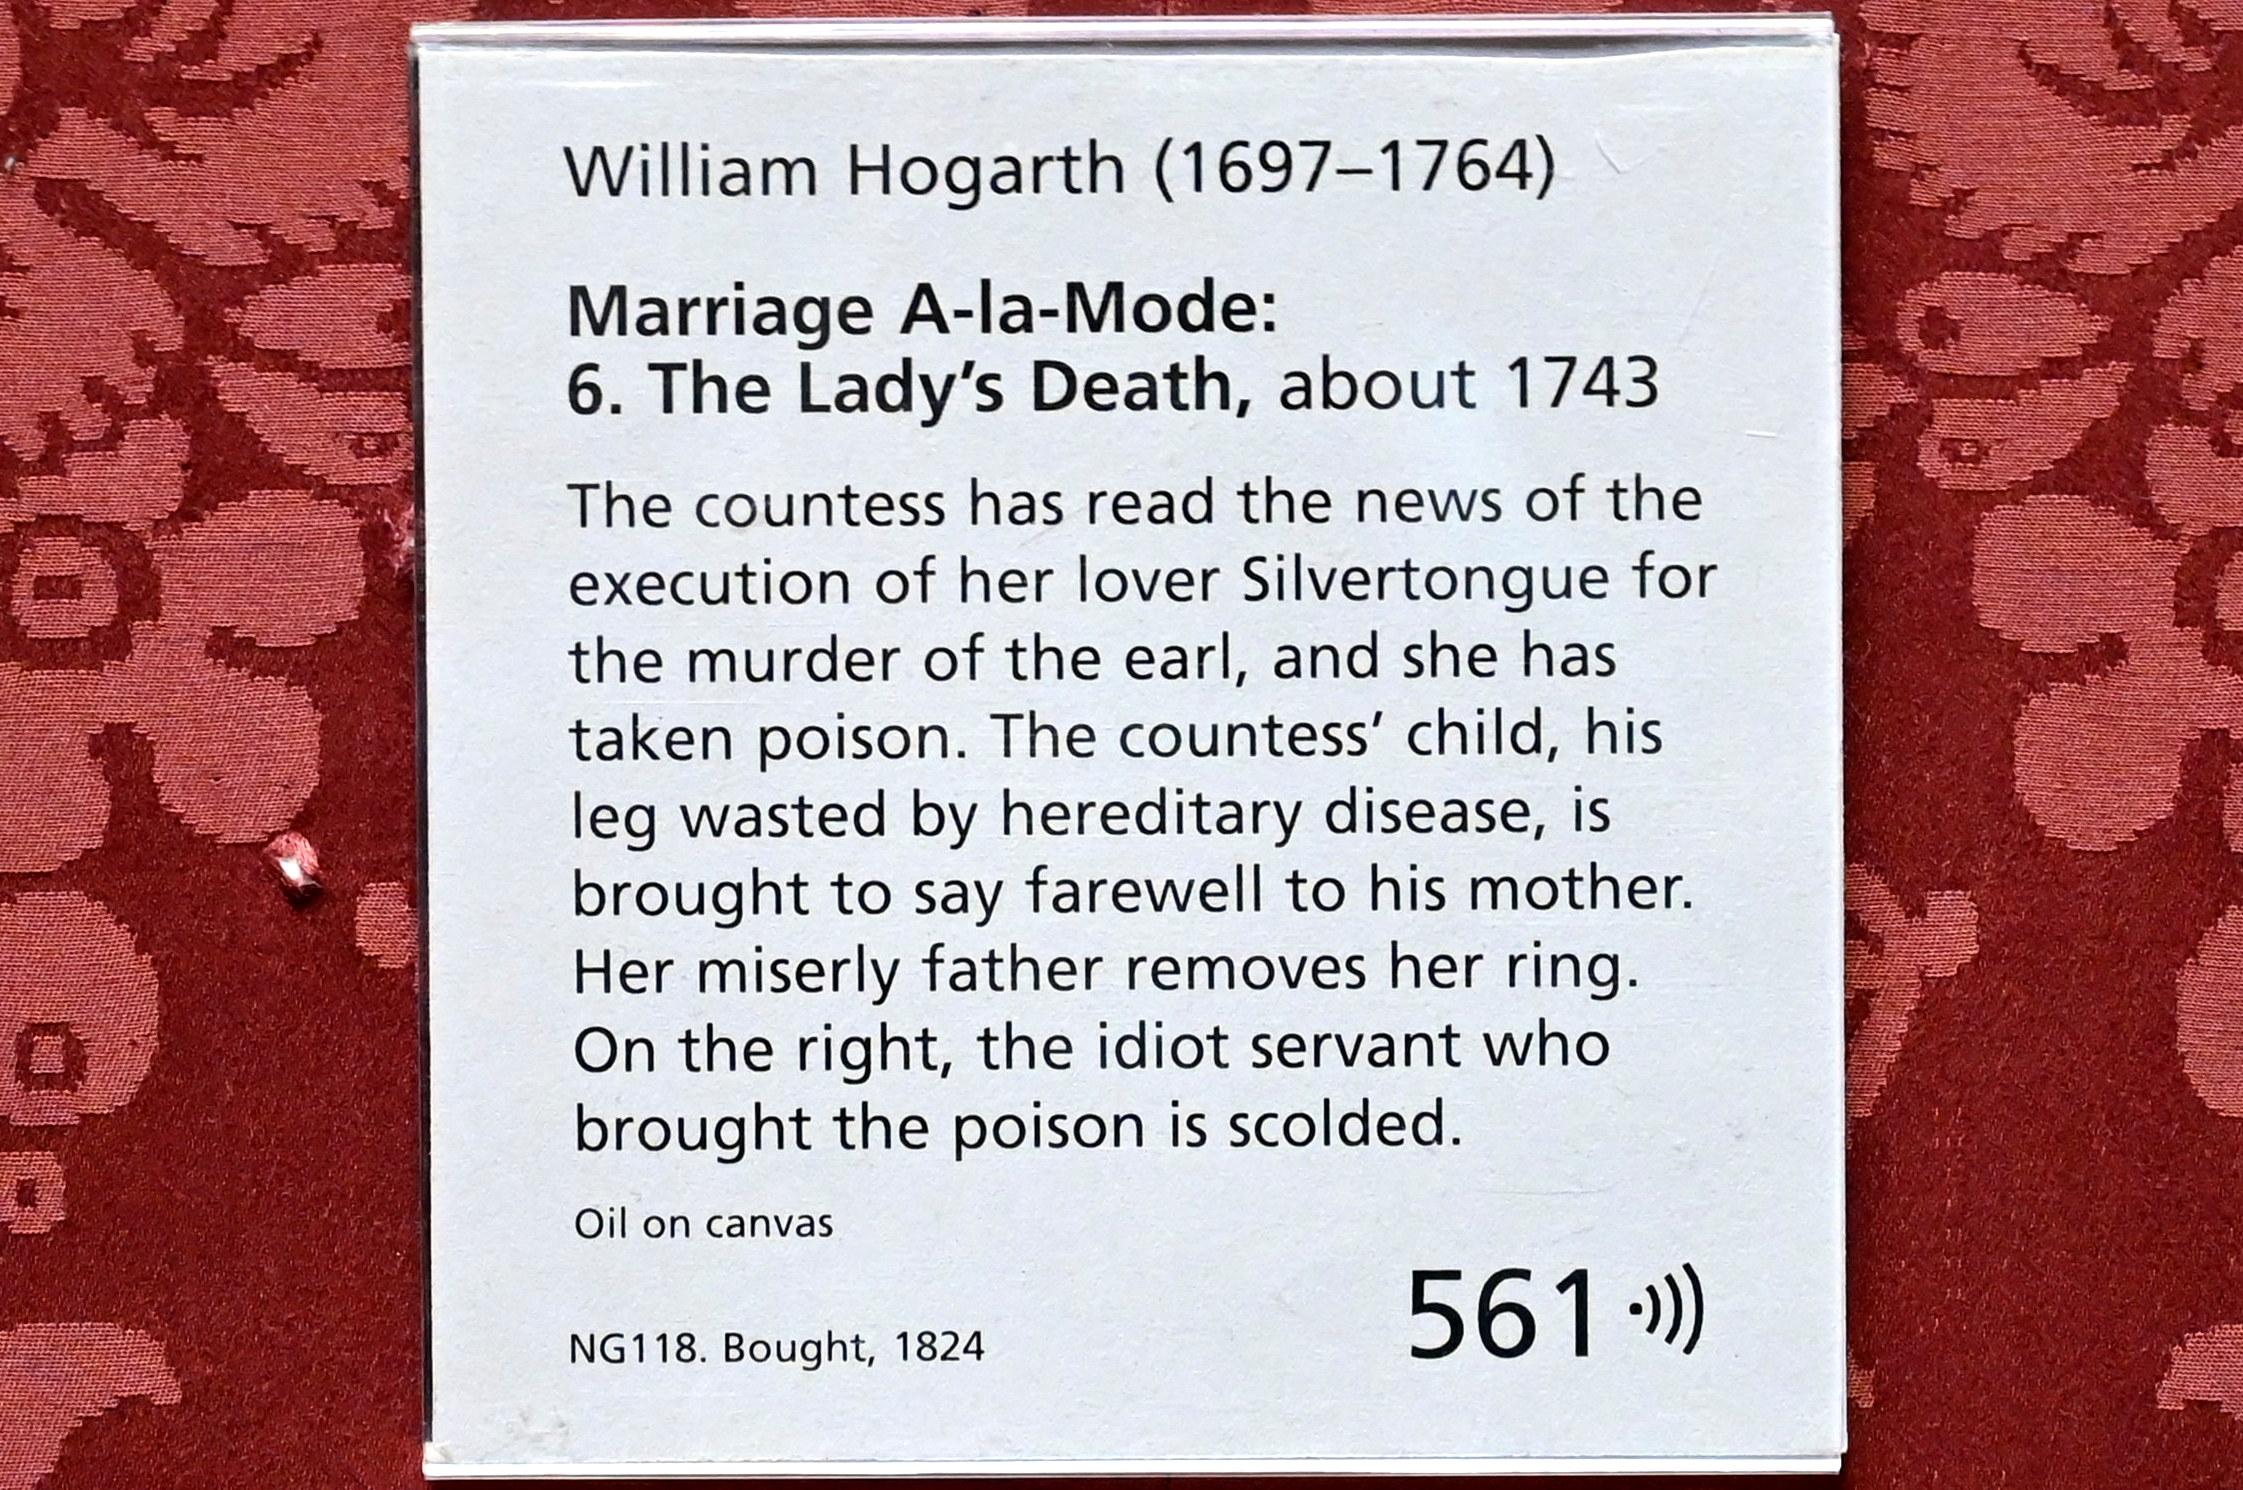 William Hogarth (1697–1764)
Marriage A-la-Mode:
6. The Lady’s Death, about 1743
The countess has read the news of the
execution of her lover Silvertongue for
the murder of the earl, and she has
taken poison. The countess’ child, his
leg wasted by hereditary disease, is
brought to say farewell to his mother.
Her miserly father removes her ring.
On the right, the idiot servant who
brought the poison is scolded.
Oil on canvas
NG118. Bought, 1824
561